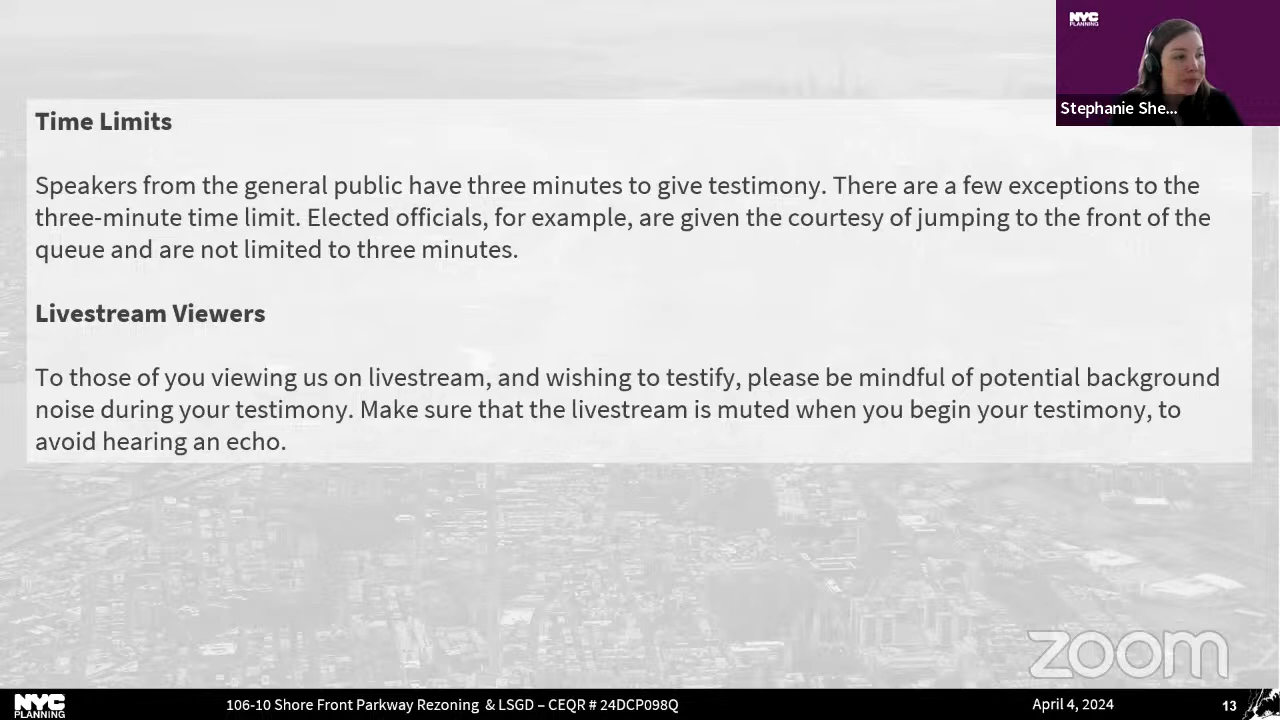 NYC
PLANNING
Stephanie She...
Time Limits
Speakers from the general public have three minutes to give testimony. There are a few exceptions to the
three-minute time limit. Elected officials, for example, are given the courtesy of jumping to the front of the
queue and are not limited to three minutes.
Livestream Viewers
To those of you viewing us on livestream, and wishing to testify, please be mindful of potential background
noise during your testimony. Make sure that the livestream is muted when you begin your testimony, to
avoid hearing an echo.
zoom
NYC
PLANNING
106-10 Shore Front Parkway Rezoning & LSGD – CEQR # 24DCP098Q
April 4, 2024
13